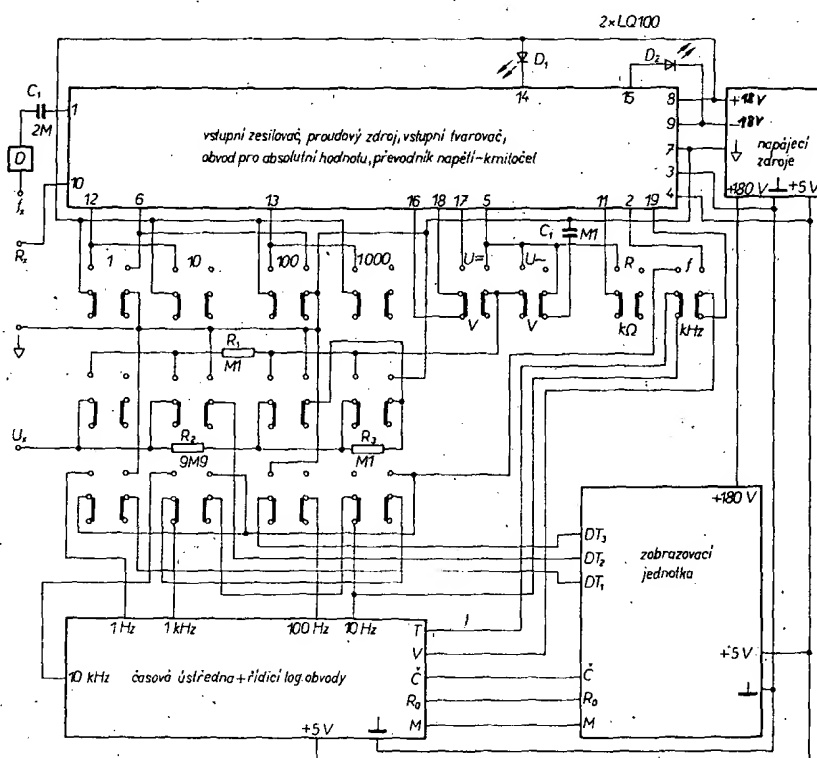 2×LQ100
D₁
D₂
C₁
2M
1
14
15
8
+18V
9
-18V
7
napájecí
zdroje
3
4
+180 V
+5 V
vstupní zesilovač, proudový zdroj, vstupní tvarovač,
obvod pro absolutní hodnotu, převodník napětí-kmitočet
D
fₓ
10
Rₓ
12
6
13
16
18
17
5
11
2
19
C₁
M1
1
10
100
1000
U=
U~
R
f
V
V
kΩ
kHz
R₁
M1
Uₓ
R₂
9M9
R₃
M1
+180 V
DT₃
DT₂
DT₁
zobrazovací
jednotka
1 Hz
1 kHz
100 Hz
10 Hz
T
V
+5 V
10 kHz
časová ústředna + řídicí log. obvody
Č
Č
R₀
R₀
M
M
+5 V